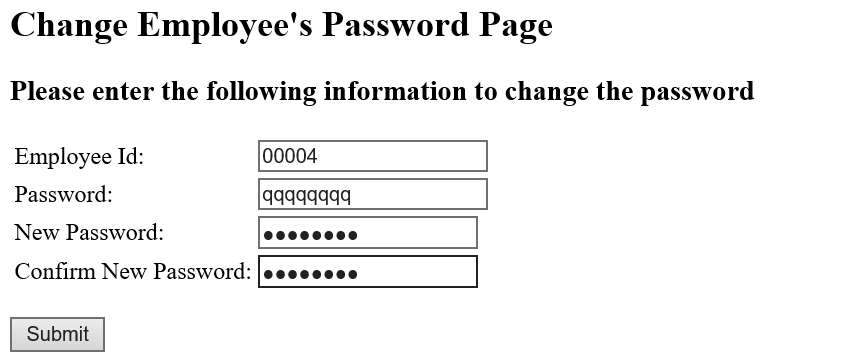 Change Employee's Password Page
Please enter the following information to change the password
Employee Id: 00004
Password: qqqqqqqq
New Password: ●●●●●●●●
Confirm New Password: ●●●●●●●●
Submit